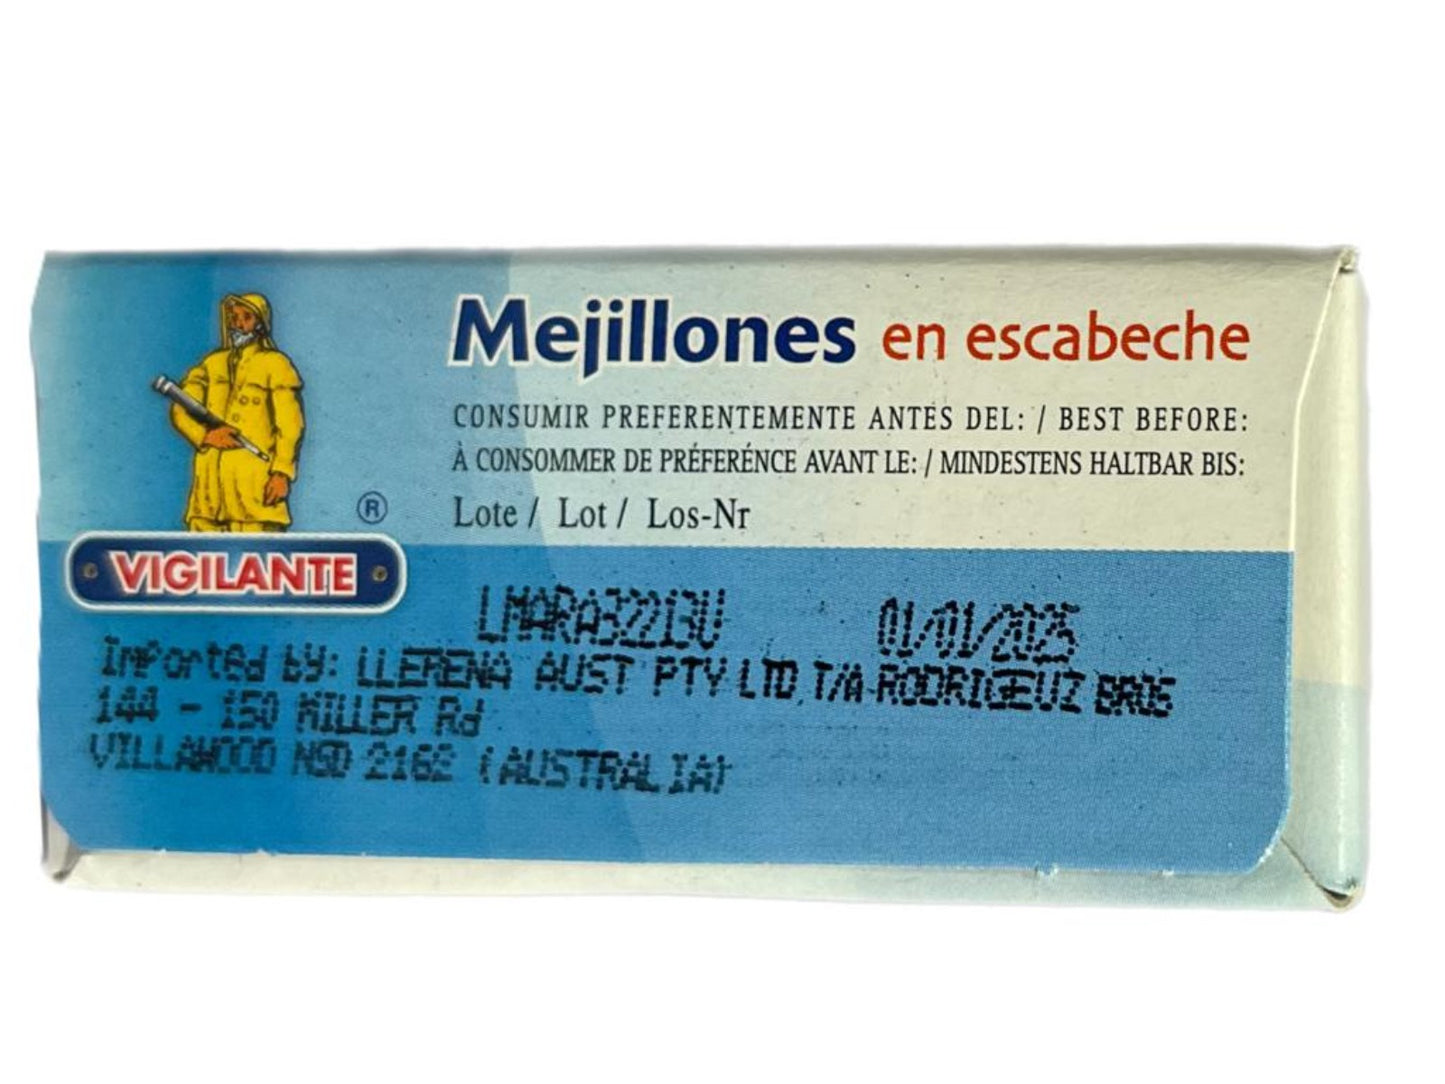 Mejillones en escabeche
CONSUMIR PREFERENTEMENTE ANTES DEL: / BEST BEFORE:
À CONSOMMER DE PRÉFERÉNCE AVANT LE: / MINDESTENS HALTBAR BIS:
Lote / Lot / Los-Nr
®
VIGILANTE
LMARA32213U 01/01/2025
Imported by: LLERENA AUST PTY LTD T/A RODRIGEUZ BROS
144 - 150 MILLER Rd
VILLAWOOD NSD 2162 (AUSTRALIA)